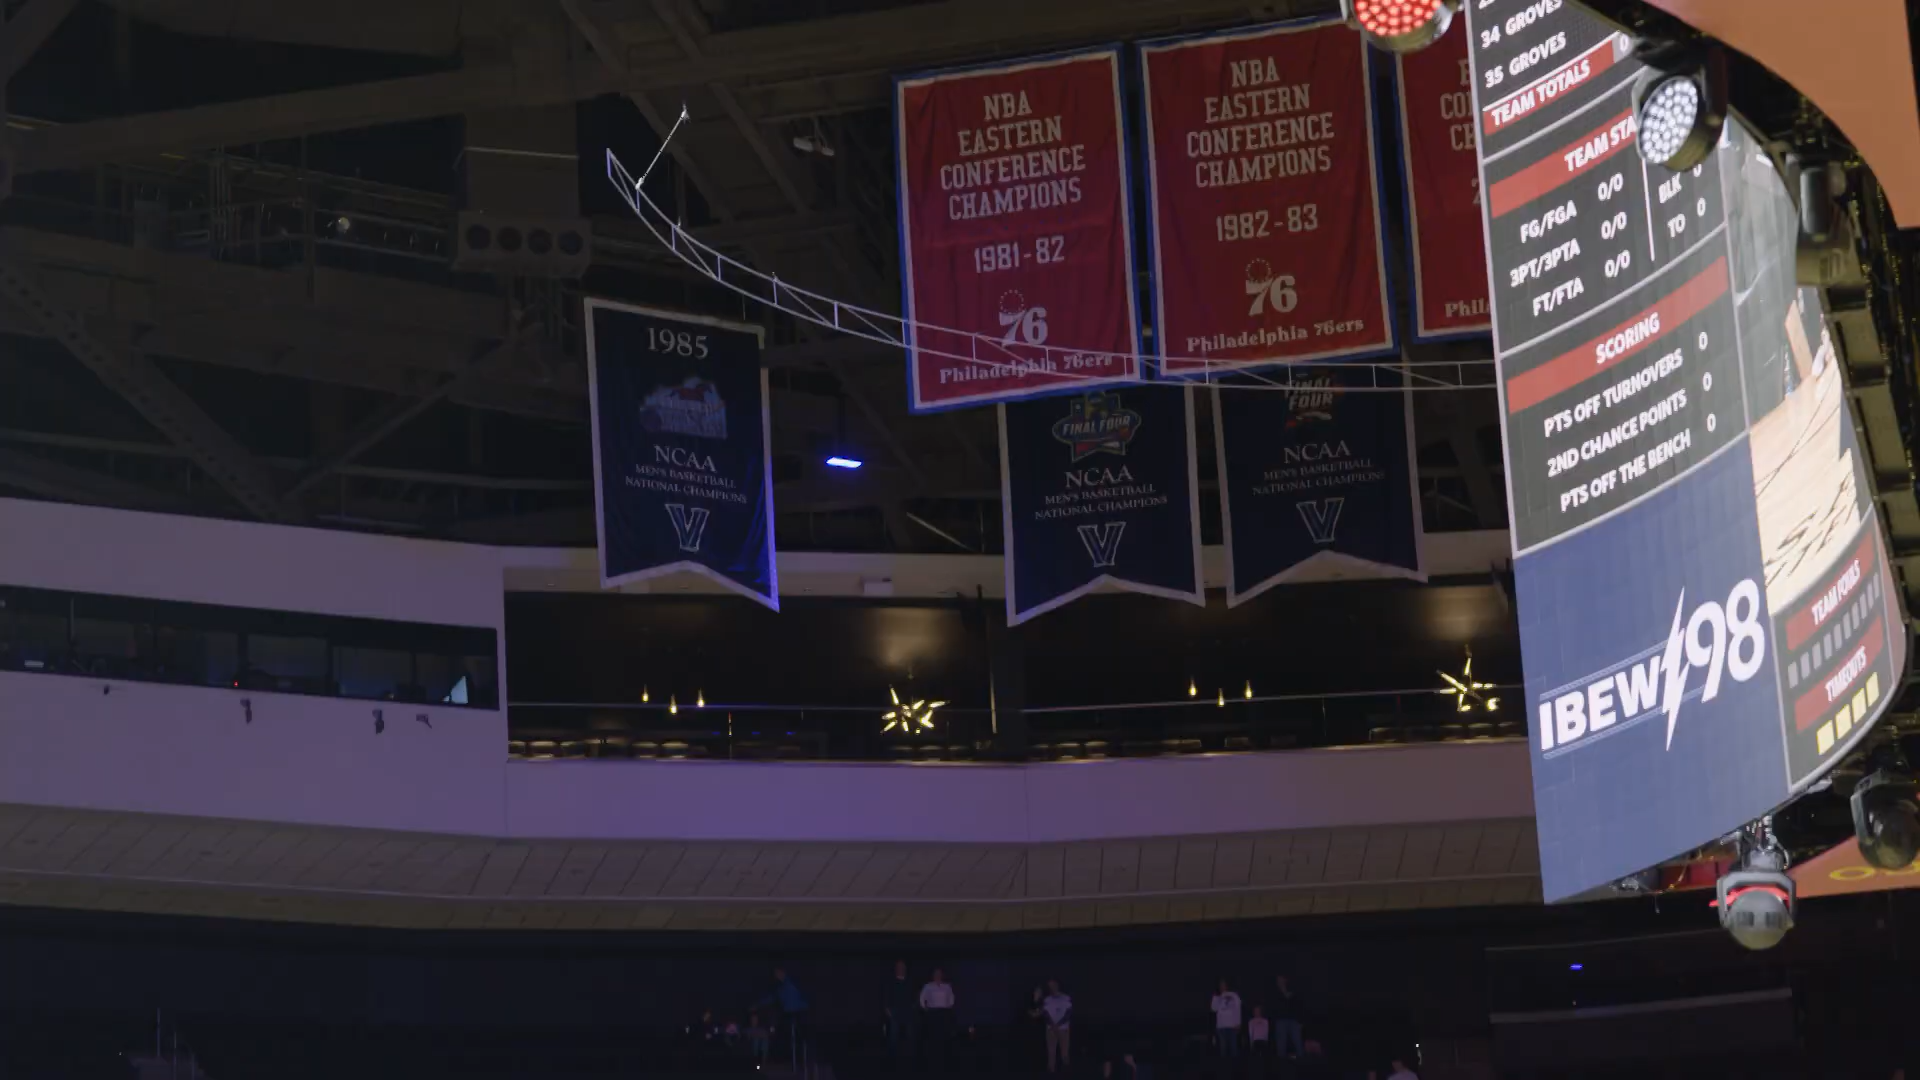 NBA
EASTERN
CONFERENCE
CHAMPIONS
1981-82
76
Philadelphia 76ers
NBA
EASTERN
CONFERENCE
CHAMPIONS
1982-83
76
Philadelphia 76ers
1985
NCAA
MEN'S BASKETBALL
NATIONAL CHAMPIONS
V
FINAL FOUR
NCAA
MEN'S BASKETBALL
NATIONAL CHAMPIONS
V
FINAL
FOUR
NCAA
MEN'S BASKETBALL
NATIONAL CHAMPIONS
V
34 GROVES
35 GROVES
TEAM TOTALS 0
FG/FGA 0/0
3PT/3PTA 0/0
FT/FTA 0/0
BLK 0
TO 0
SCORING
PTS OFF TURNOVERS 0
2ND CHANCE POINTS 0
PTS OFF THE BENCH 0
IBEW 98
TEAM FOULS
TIMEOUTS